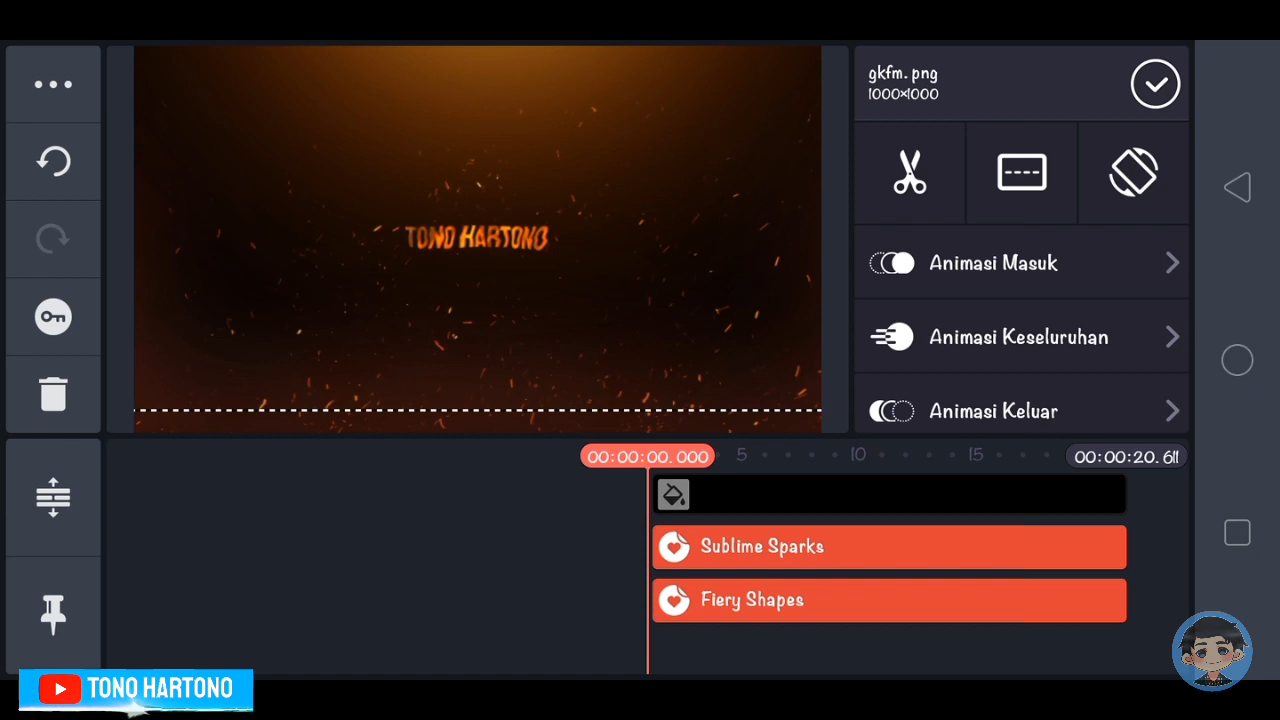 gkfm. png
1000×1000
TONO HARTONO
Animasi Masuk
Animasi Keseluruhan
Animasi Keluar
00:00:00. 000
5
10
15
00:00:20. 611
Sublime Sparks
Fiery Shapes
TONO HARTONO